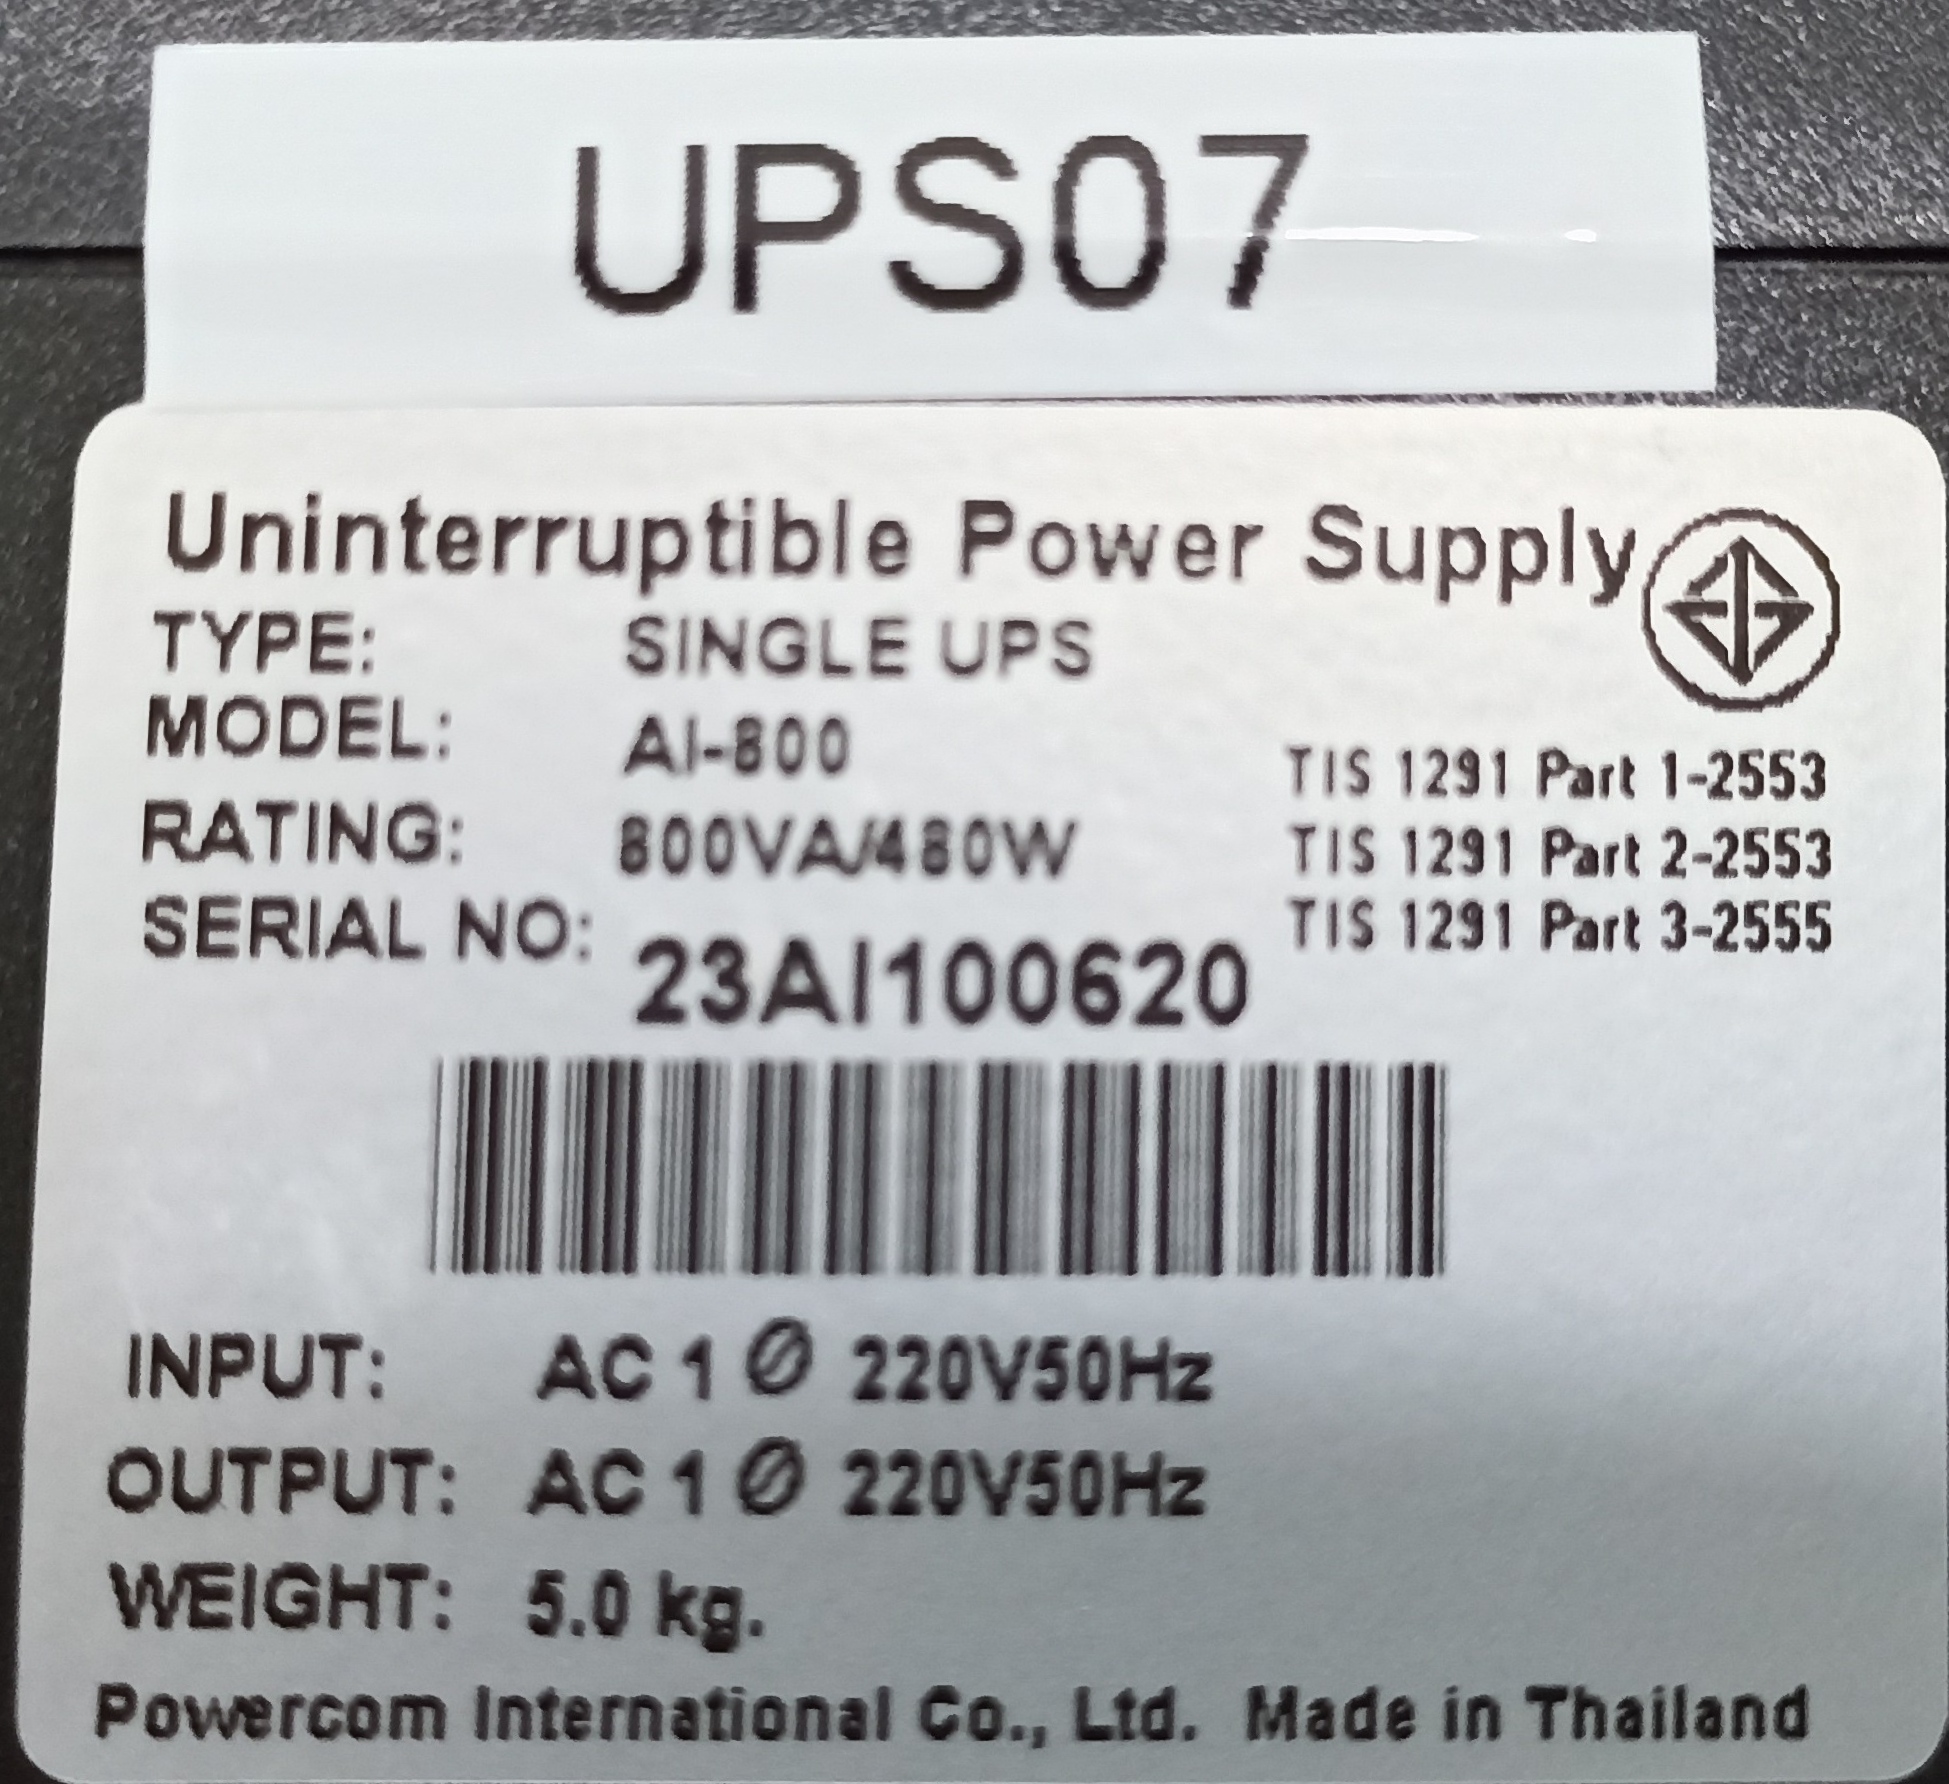 UPS07
Uninterruptible Power Supply
TYPE: SINGLE UPS
MODEL: AI-800
RATING: 800VA/480W
SERIAL NO: 23AI100620
TIS 1291 Part 1-2553
TIS 1291 Part 2-2553
TIS 1291 Part 3-2555
INPUT: AC 1 Ø 220V50Hz
OUTPUT: AC 1 Ø 220V50Hz
WEIGHT: 5.0 kg.
Powercom International Co., Ltd. Made in Thailand